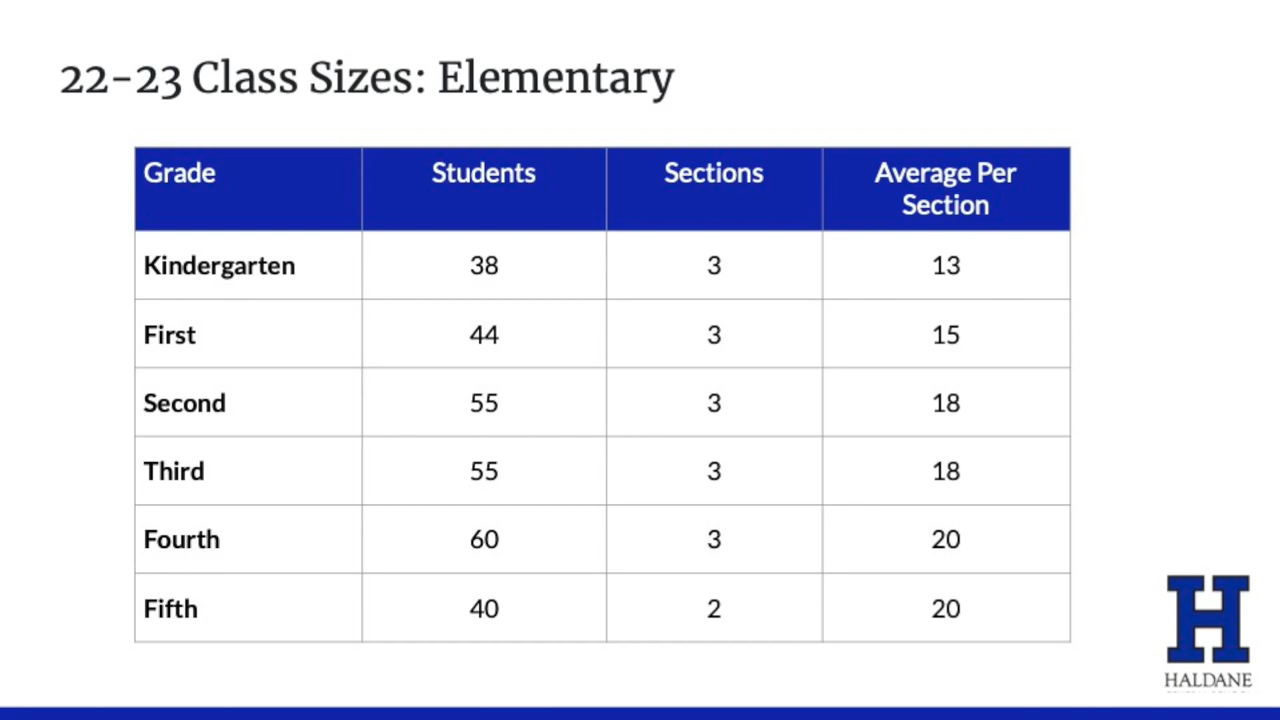 22-23 Class Sizes: Elementary
Grade Students Sections Average Per
Section
Kindergarten 38 3 13
First 44 3 15
Second 55 3 18
Third 55 3 18
Fourth 60 3 20
Fifth 40 2 20
H
HALDANE